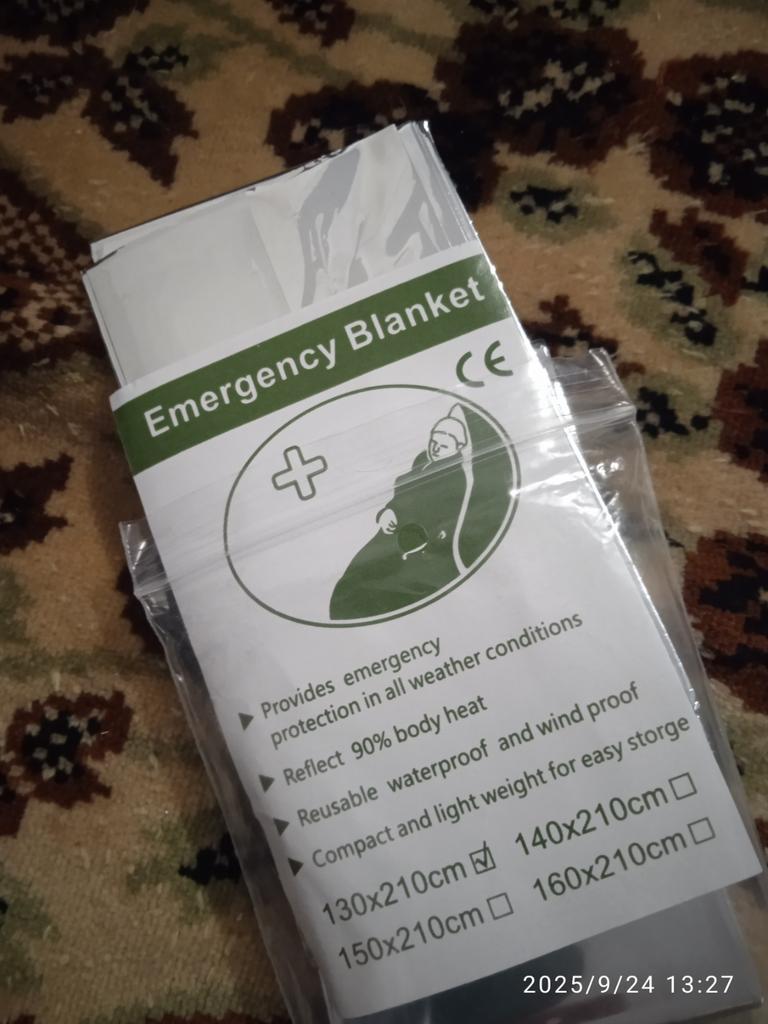 Emergency Blanket
CE
▶ Provides emergency
protection in all weather conditions
▶ Reflect 90% body heat
▶ Reusable waterproof and wind proof
▶ Compact and light weight for easy storge
130x210cm ☑ 140x210cm ☐
150x210cm ☐ 160x210cm ☐
2025/9/24 13:27